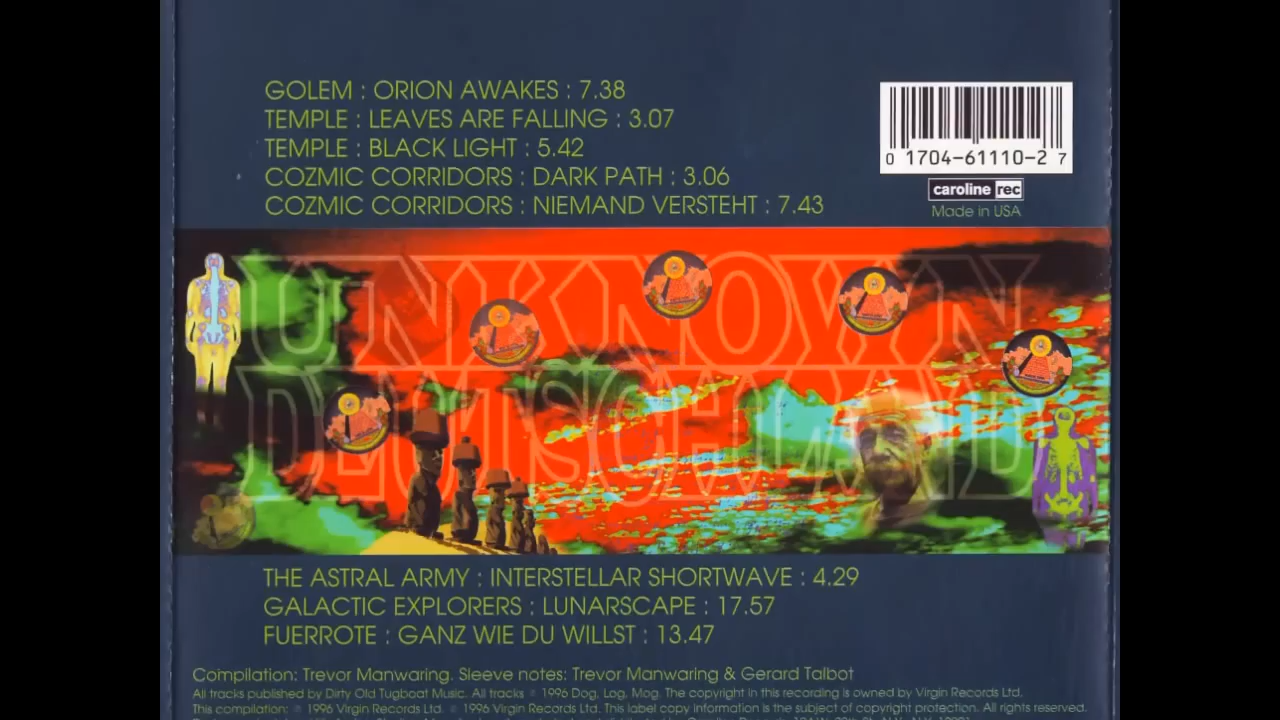 GOLEM : ORION AWAKES : 7.38
TEMPLE : LEAVES ARE FALLING : 3.07
TEMPLE : BLACK LIGHT : 5.42
COZMIC CORRIDORS : DARK PATH : 3.06
COZMIC CORRIDORS : NIEMAND VERSTEHT : 7.43
0 1704-61110-2 7
caroline rec
Made in USA
UNKNOWN
DEUTSCHLAND
THE ASTRAL ARMY : INTERSTELLAR SHORTWAVE : 4.29
GALACTIC EXPLORERS : LUNARSCAPE : 17.57
FUERROTE : GANZ WIE DU WILLST : 13.47
Compilation: Trevor Manwaring. Sleeve notes: Trevor Manwaring & Gerard Talbot
All tracks published by Dirty Old Tugboat Music. All tracks ℗ 1996 Dog, Log, Mog. The copyright in this recording is owned by Virgin Records Ltd.
This compilation: ℗ 1996 Virgin Records Ltd. © 1996 Virgin Records Ltd. This label copy information is the subject of copyright protection. All rights reserved.